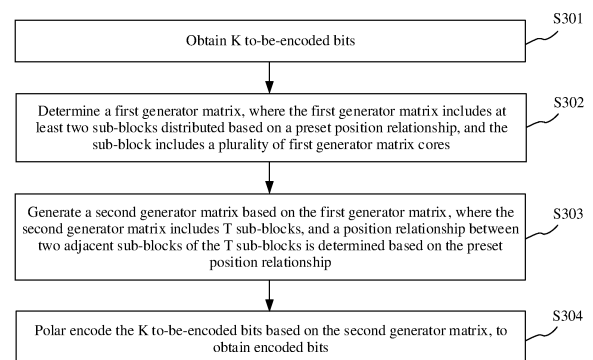 S301
Obtain K to-be-encoded bits
S302
Determine a first generator matrix, where the first generator matrix includes at
least two sub-blocks distributed based on a preset position relationship, and the
sub-block includes a plurality of first generator matrix cores
S303
Generate a second generator matrix based on the first generator matrix, where the
second generator matrix includes T sub-blocks, and a position relationship between
two adjacent sub-blocks of the T sub-blocks is determined based on the preset
position relationship
S304
Polar encode the K to-be-encoded bits based on the second generator matrix, to
obtain encoded bits